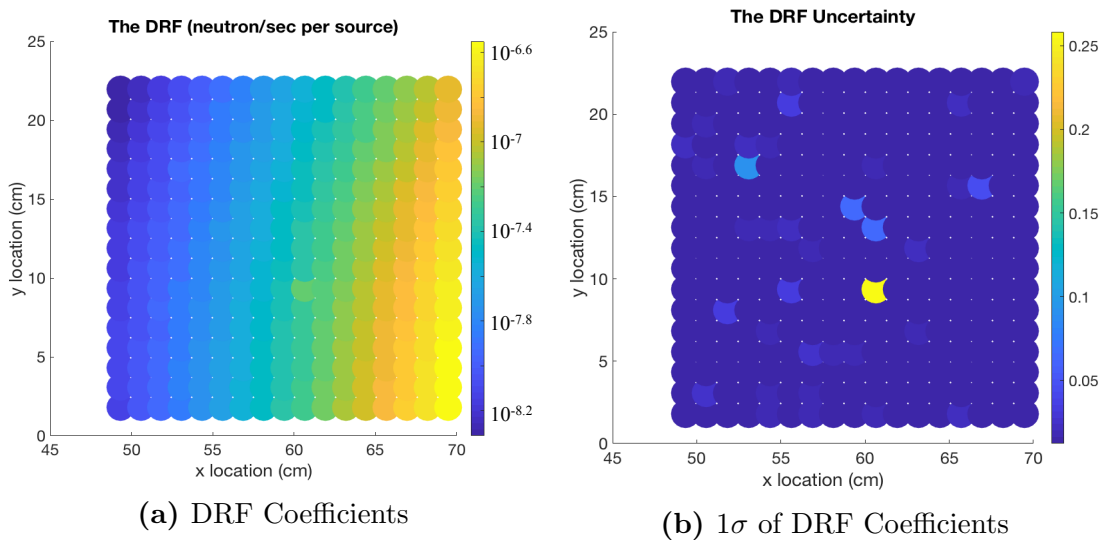 The DRF (neutron/sec per source)
25
20
15
10
5
0
y location (cm)
45 50 55 60 65 70
x location (cm)
10^-6.6
10^-7
10^-7.4
10^-7.8
10^-8.2
(a) DRF Coefficients
The DRF Uncertainty
25
20
15
10
5
0
y location (cm)
45 50 55 60 65 70
x location (cm)
0.25
0.2
0.15
0.1
0.05
(b) 1σ of DRF Coefficients